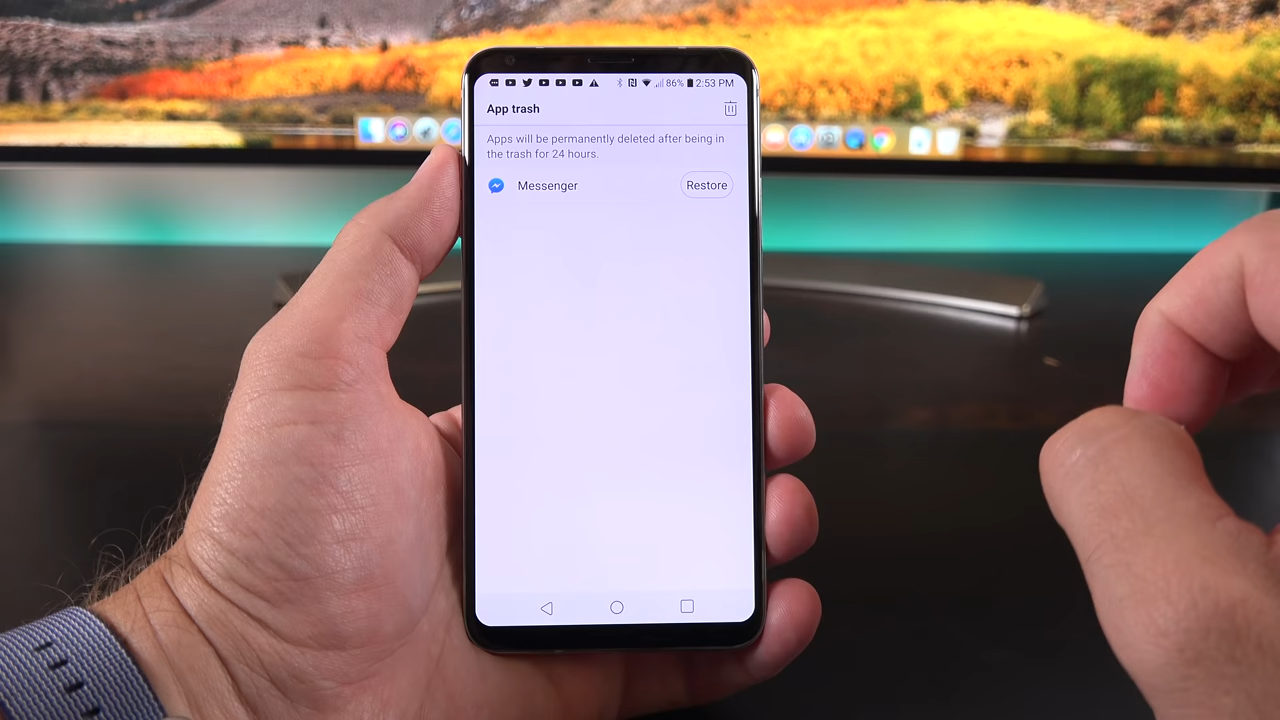 86% 2:53 PM
App trash
Apps will be permanently deleted after being in
the trash for 24 hours.
Messenger
Restore